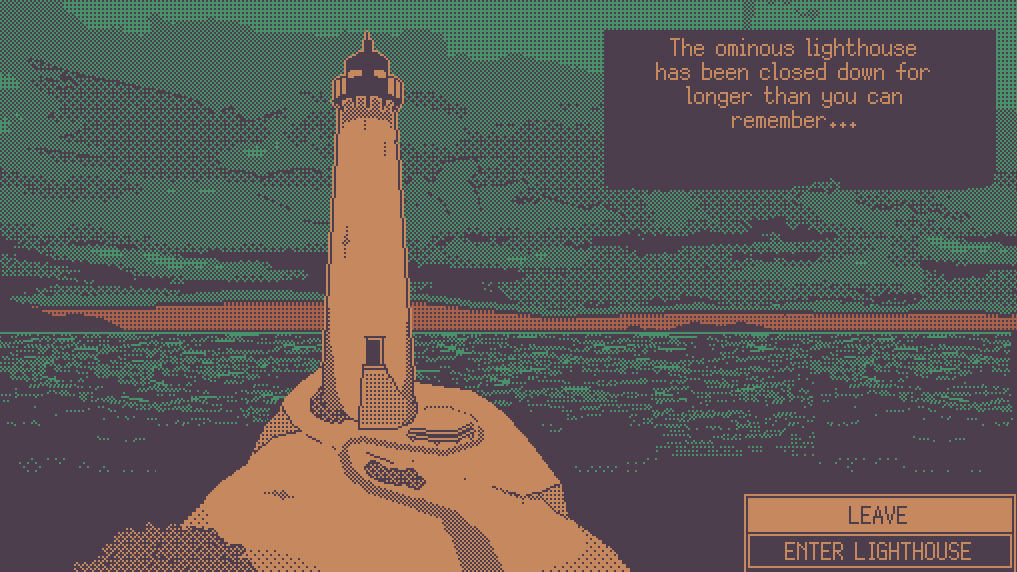 The ominous lighthouse
has been closed down for
longer than you can
remember...
LEAVE
ENTER LIGHTHOUSE